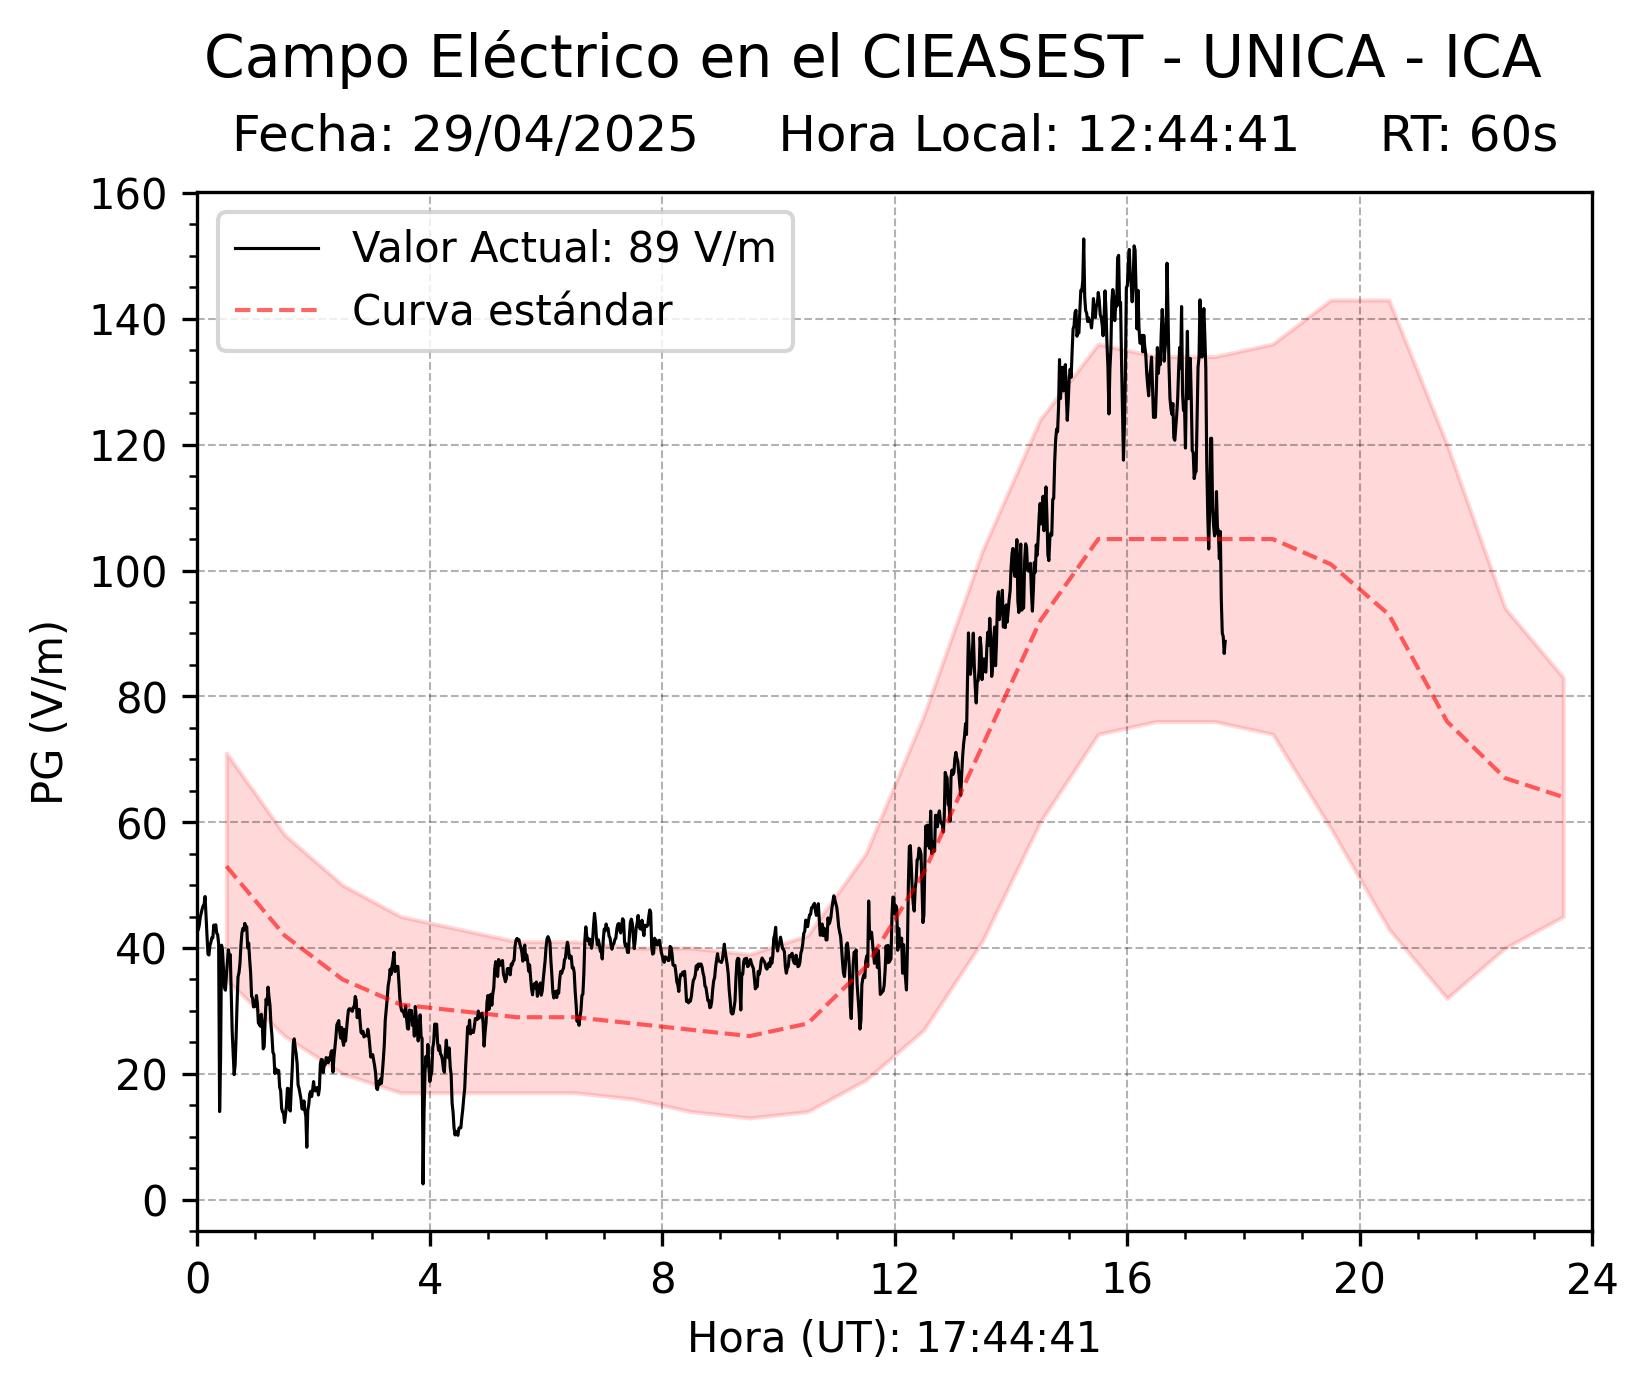 Campo Eléctrico en el CIEASEST - UNICA - ICA
Fecha: 29/04/2025 Hora Local: 12:44:41 RT: 60s
Valor Actual: 89 V/m
Curva estándar
PG (V/m)
160
140
120
100
80
60
40
20
0
0 4 8 12 16 20 24
Hora (UT): 17:44:41